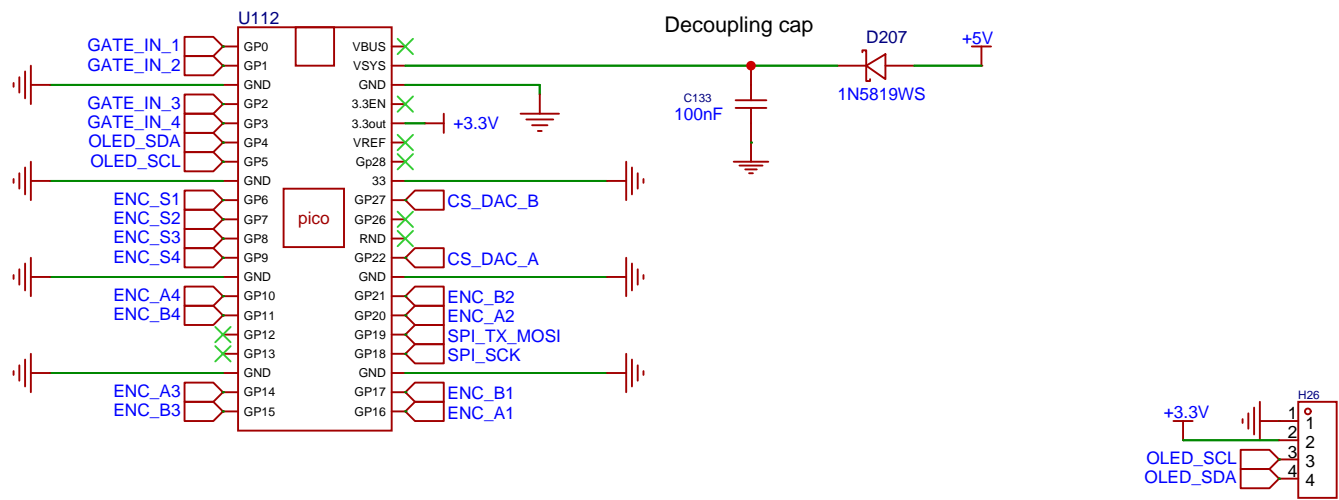 U112
Decoupling cap
D207
+5V
1N5819WS
C133
100nF
GATE_IN_1 GP0 VBUS
GATE_IN_2 GP1 VSYS
GND GND
GATE_IN_3 GP2 3.3EN
GATE_IN_4 GP3 3.3out +3.3V
OLED_SDA GP4 VREF
OLED_SCL GP5 Gp28
GND 33
ENC_S1 GP6 GP27 CS_DAC_B
ENC_S2 GP7 pico GP26
ENC_S3 GP8 RND
ENC_S4 GP9 GP22 CS_DAC_A
GND GND
ENC_A4 GP10 GP21 ENC_B2
ENC_B4 GP11 GP20 ENC_A2
GP12 GP19 SPI_TX_MOSI
GP13 GP18 SPI_SCK
GND GND
ENC_A3 GP14 GP17 ENC_B1
ENC_B3 GP15 GP16 ENC_A1
H26
+3.3V 1 1
2 2
OLED_SCL 3 3
OLED_SDA 4 4